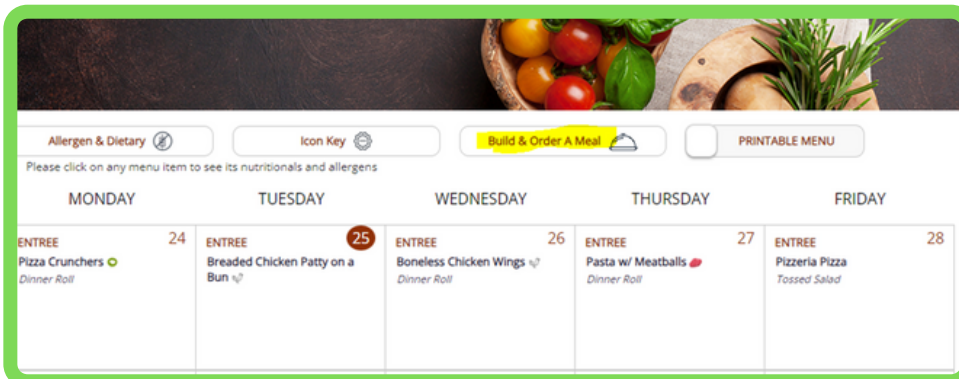 Allergen & Dietary
Icon Key
Build & Order A Meal
PRINTABLE MENU
Please click on any menu item to see its nutritionals and allergens
MONDAY
TUESDAY
WEDNESDAY
THURSDAY
FRIDAY
ENTREE 24
Pizza Crunchers
Dinner Roll
ENTREE 25
Breaded Chicken Patty on a
Bun
ENTREE 26
Boneless Chicken Wings
Dinner Roll
ENTREE 27
Pasta w/ Meatballs
Dinner Roll
ENTREE 28
Pizzeria Pizza
Tossed Salad